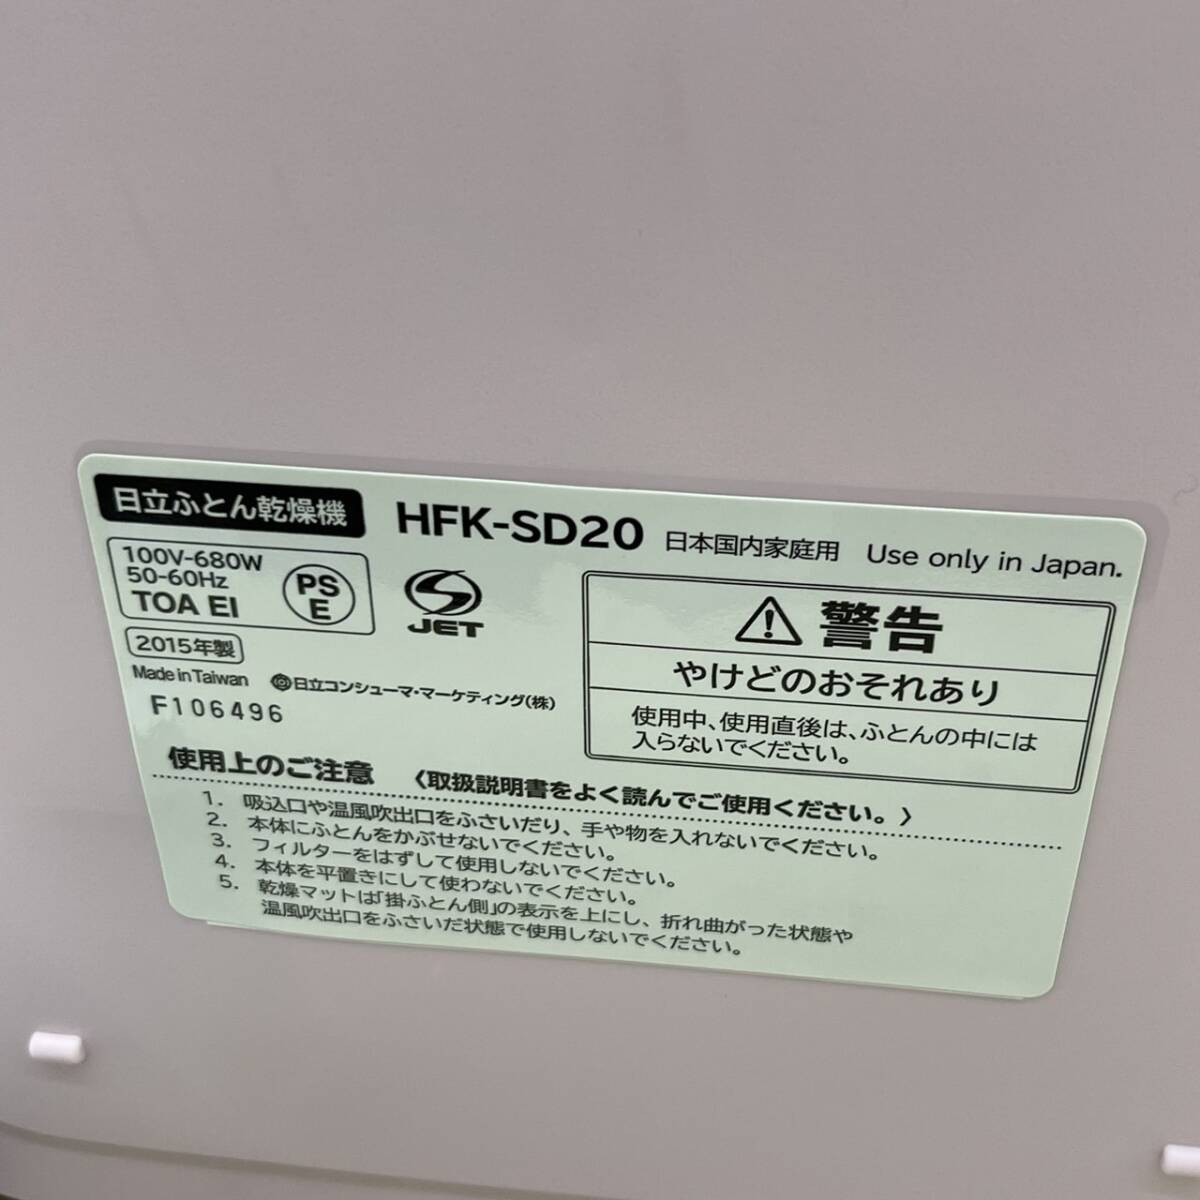 日立ふとん乾燥機 HFK-SD20 日本国内家庭用 Use only in Japan.
100V-680W
50-60Hz
TOA EI
PS
E
JET
2015年製
Made in Taiwan
日立コンシューマ・マーケティング(株)
F106496
警告
やけどのおそれあり
使用中、使用直後は、ふとんの中には
入らないでください。
使用上のご注意 〈取扱説明書をよく読んでご使用ください。〉
1. 吸込口や温風吹出口をふさいだり、手や物を入れないでください。
2. 本体にふとんをかぶせないでください。
3. フィルターをはずして使用しないでください。
4. 本体を平置きにして使わないでください。
5. 乾燥マットは「掛ふとん側」の表示を上にし、折れ曲がった状態や
温風吹出口をふさいだ状態で使用しないでください。